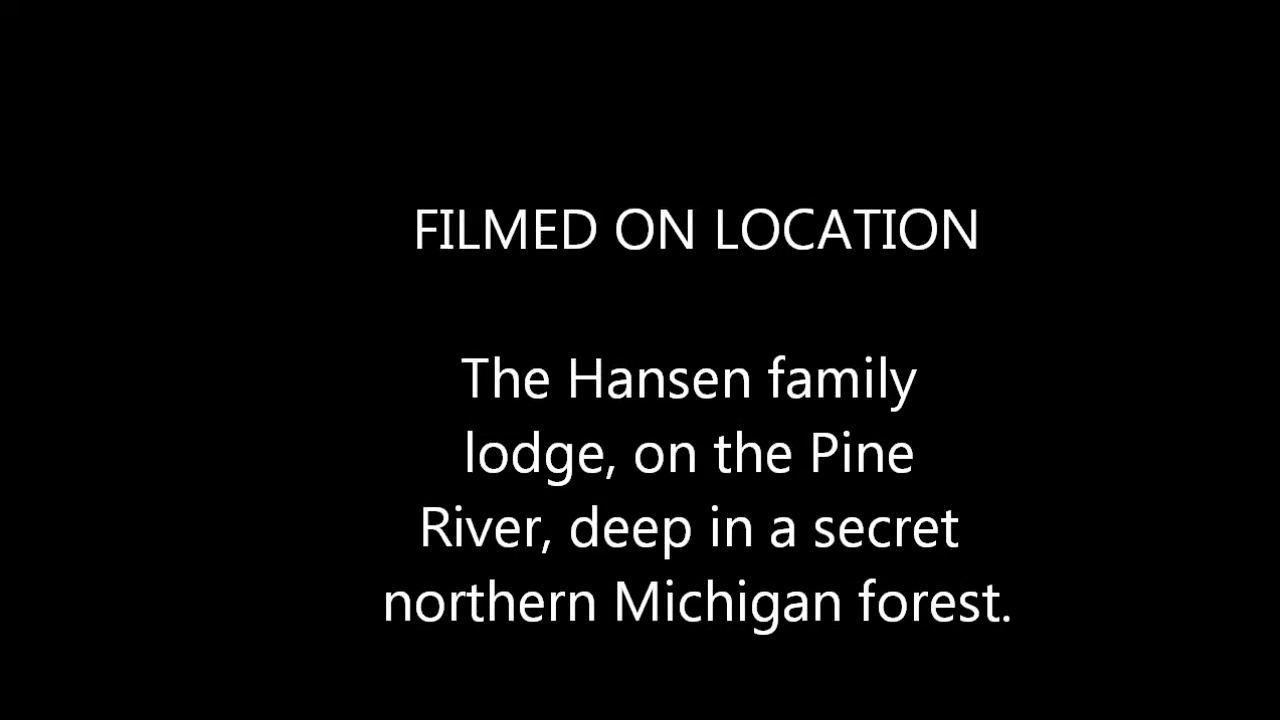 FILMED ON LOCATION
The Hansen family
lodge, on the Pine
River, deep in a secret
northern Michigan forest.